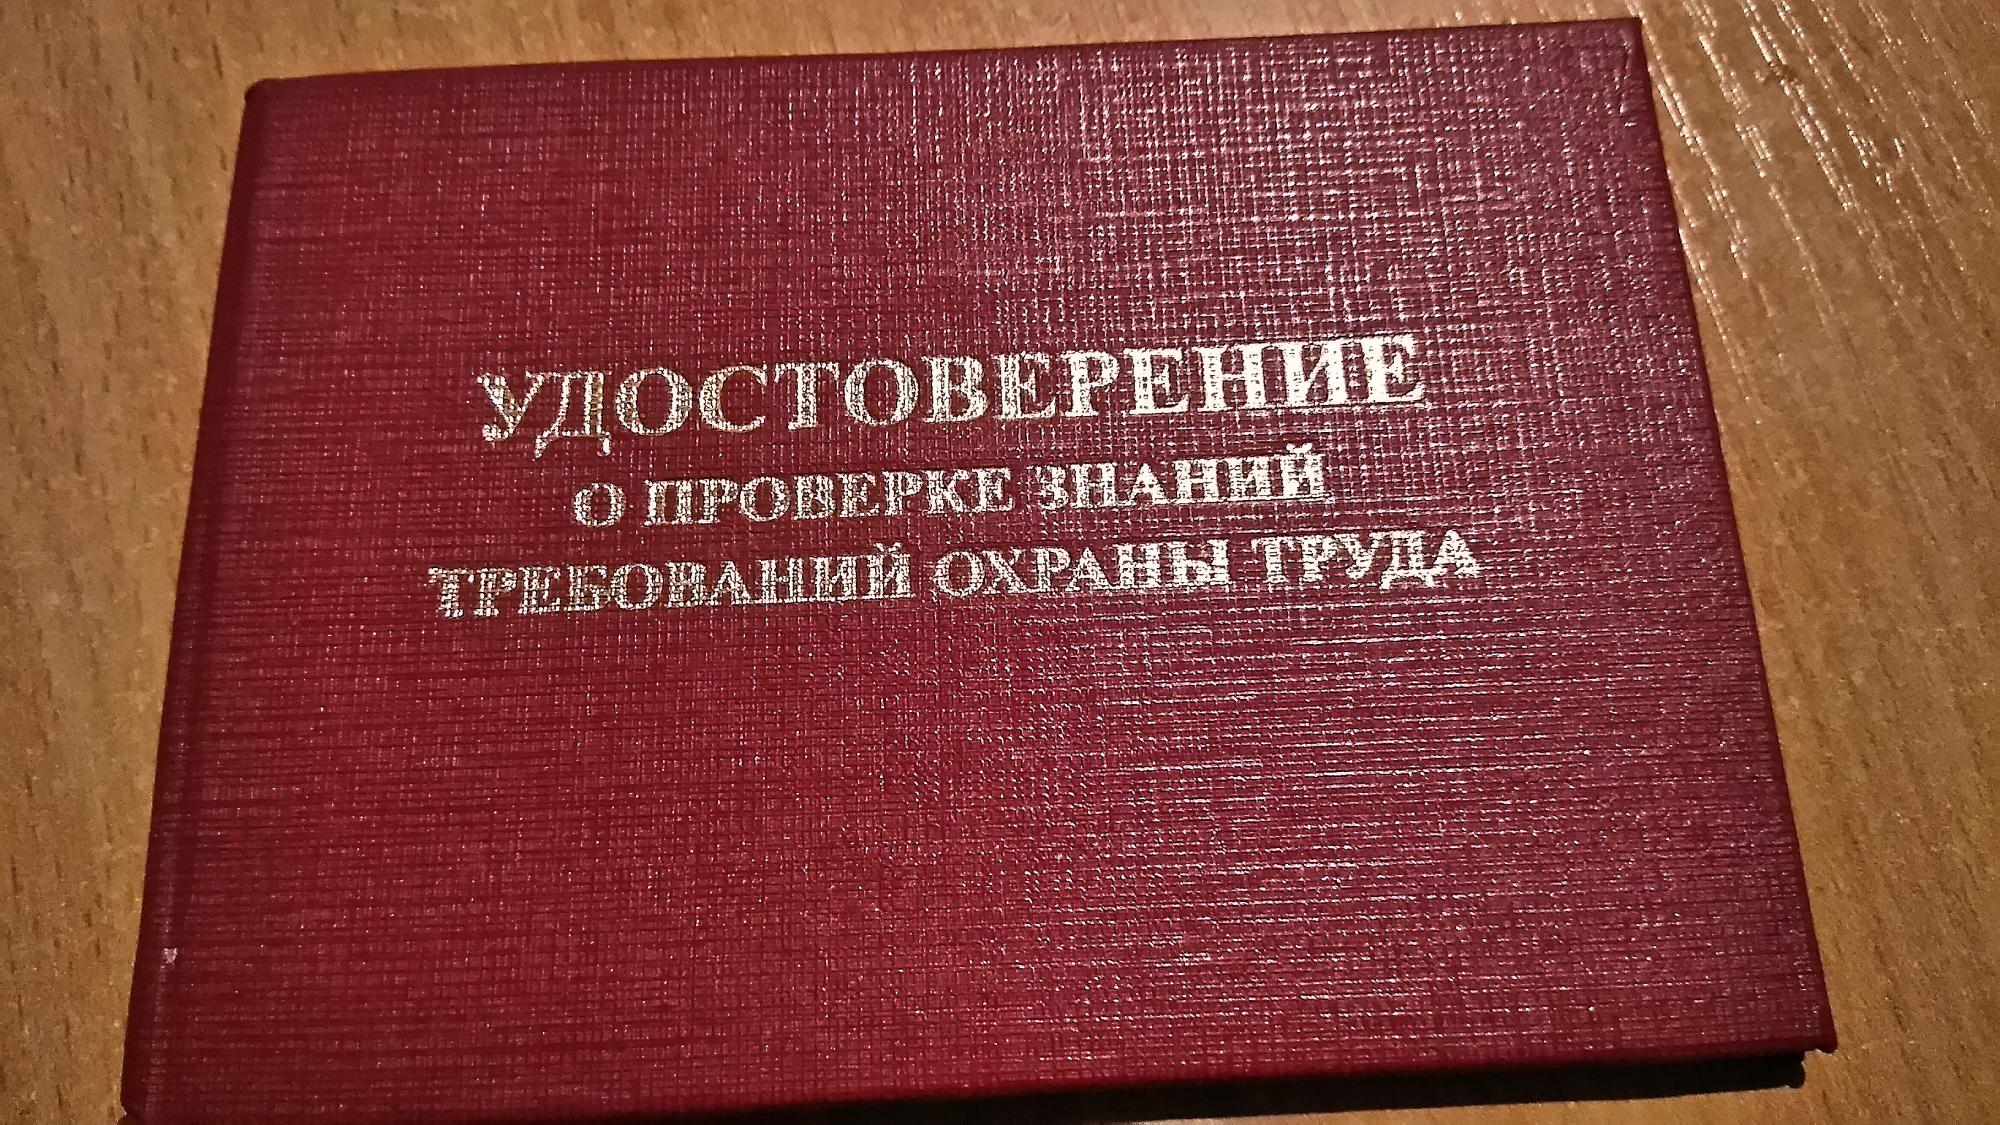 УДОСТОВЕРЕНИЕ
О ПРОВЕРКЕ ЗНАНИЙ
ТРЕБОВАНИЙ ОХРАНЫ ТРУДА